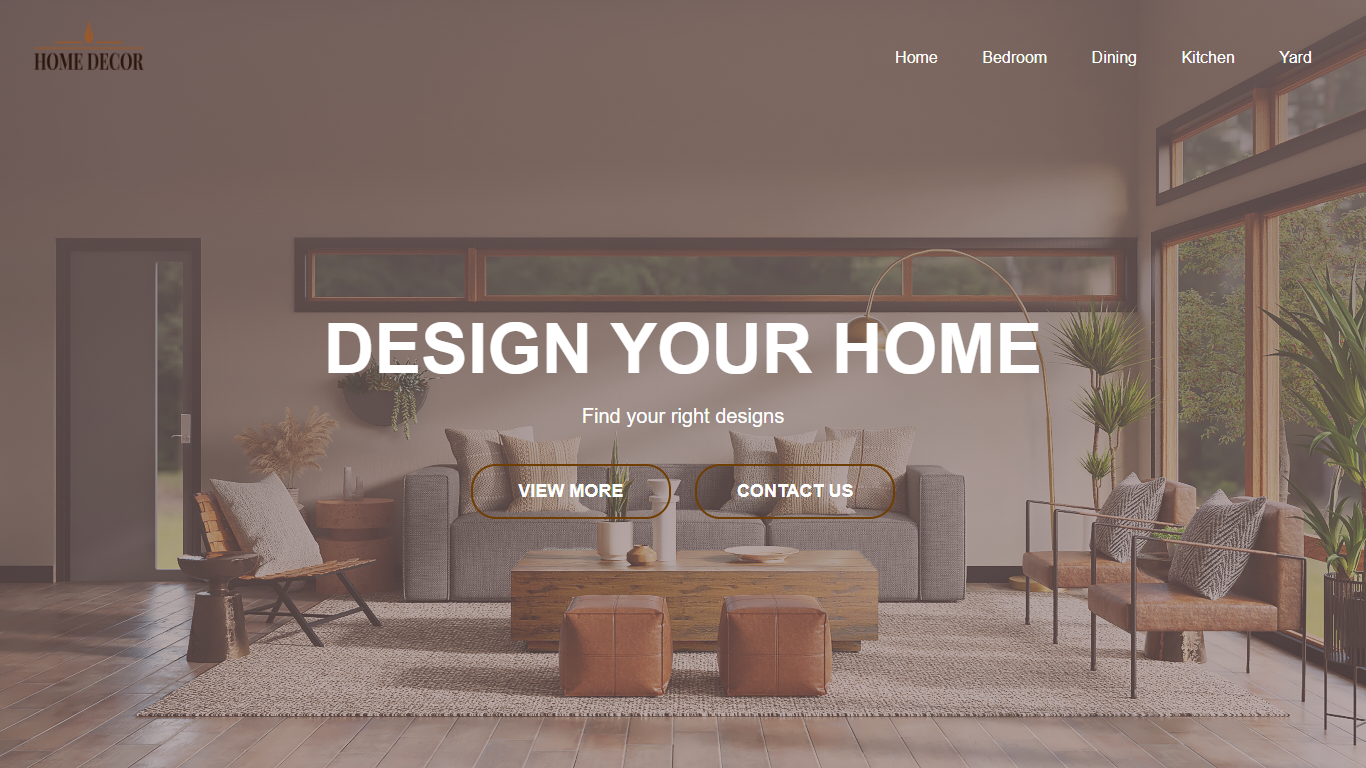 HOME DECOR
Home Bedroom Dining Kitchen Yard
DESIGN YOUR HOME
Find your right designs
VIEW MORE CONTACT US